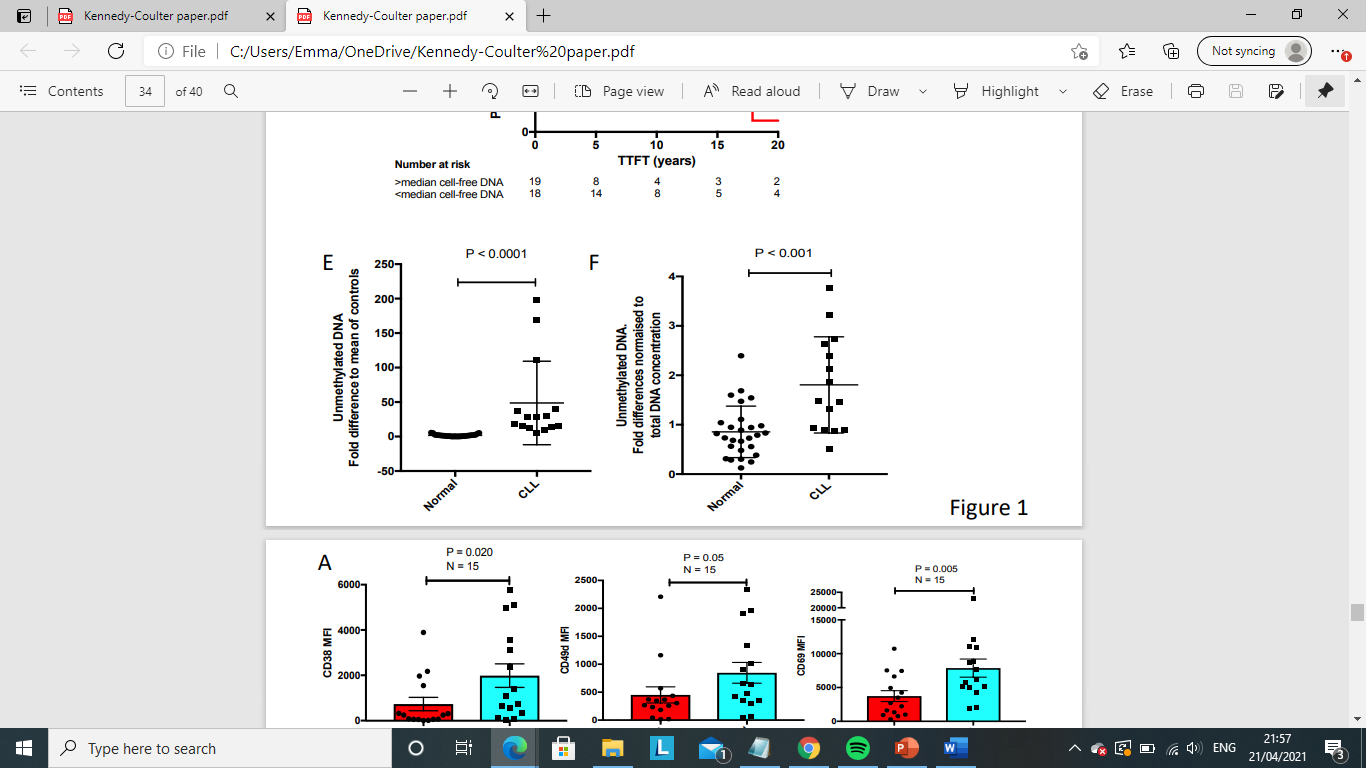 Kennedy-Coulter paper.pdf
Kennedy-Coulter paper.pdf
File
C:/Users/Emma/OneDrive/Kennedy-Coulter%20paper.pdf
Not syncing
Contents
34
of 40
Page view
Read aloud
Draw
Highlight
Erase
0
0 5 10 15 20
TTFT (years)
Number at risk
>median cell-free DNA 19 8 4 3 2
<median cell-free DNA 18 14 8 5 4
E
P < 0.0001
Unmethylated DNA
Fold difference to mean of controls
250
200
150
100
50
0
-50
Normal
CLL
F
P < 0.001
Unmethylated DNA.
Fold differences normaised to
total DNA concentration
4
3
2
1
0
Normal
CLL
Figure 1
A
P = 0.020
N = 15
CD38 MFI
6000
4000
2000
0
P = 0.05
N = 15
CD49d MFI
2500
2000
1500
1000
500
0
P = 0.005
N = 15
CD69 MFI
25000
20000
15000
10000
5000
0
Type here to search
1
ENG
21:57
21/04/2021
3